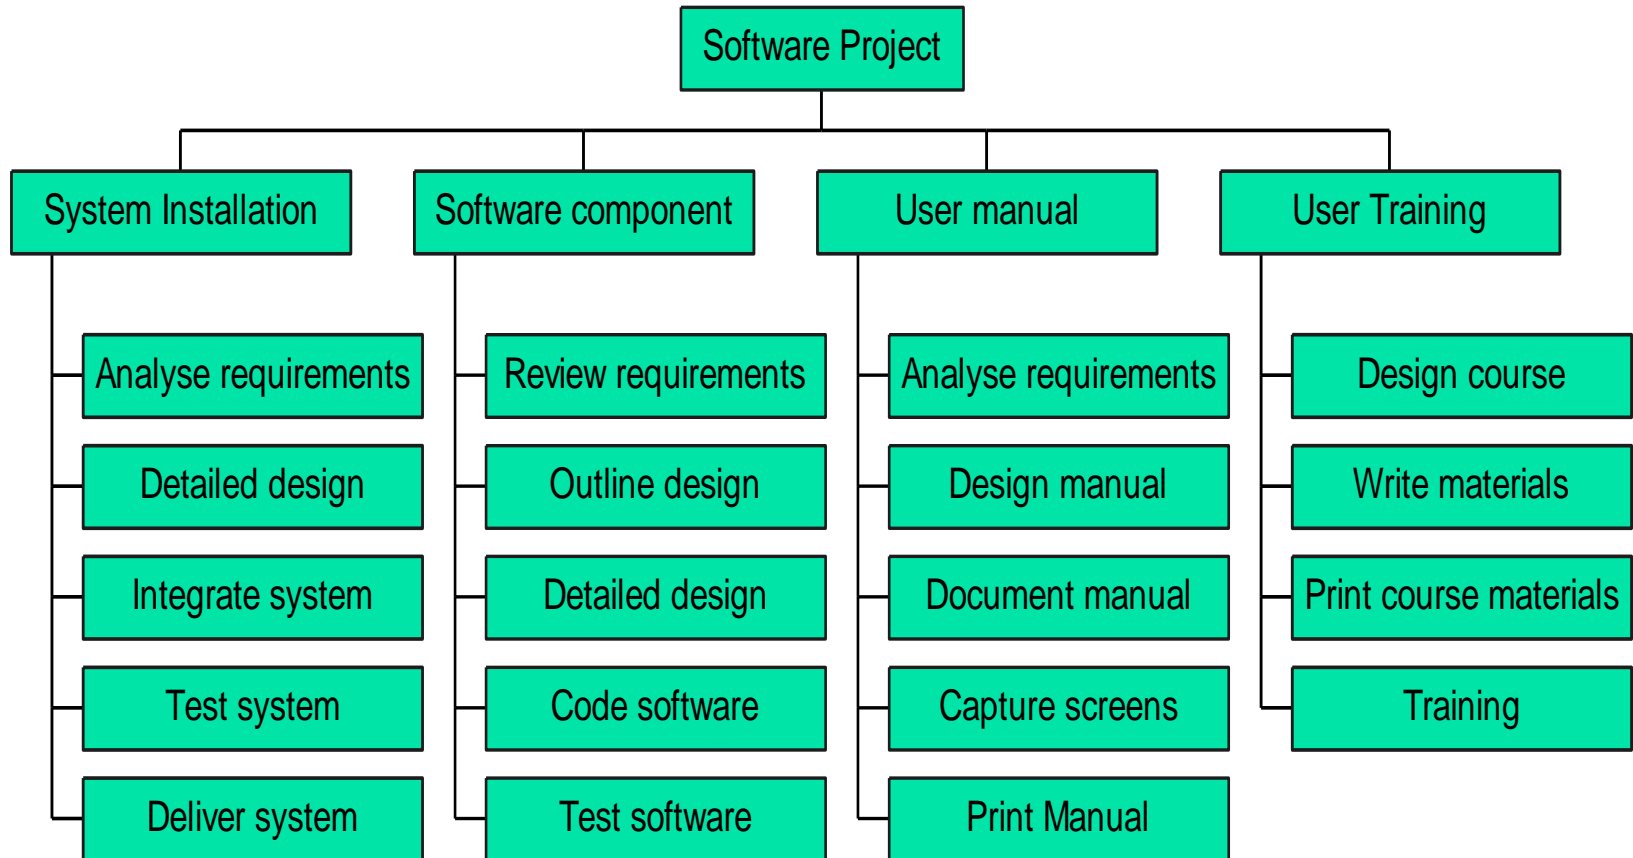 Software Project
System Installation
Software component
User manual
User Training
Analyse requirements
Review requirements
Analyse requirements
Design course
Detailed design
Outline design
Design manual
Write materials
Integrate system
Detailed design
Document manual
Print course materials
Test system
Code software
Capture screens
Training
Deliver system
Test software
Print Manual